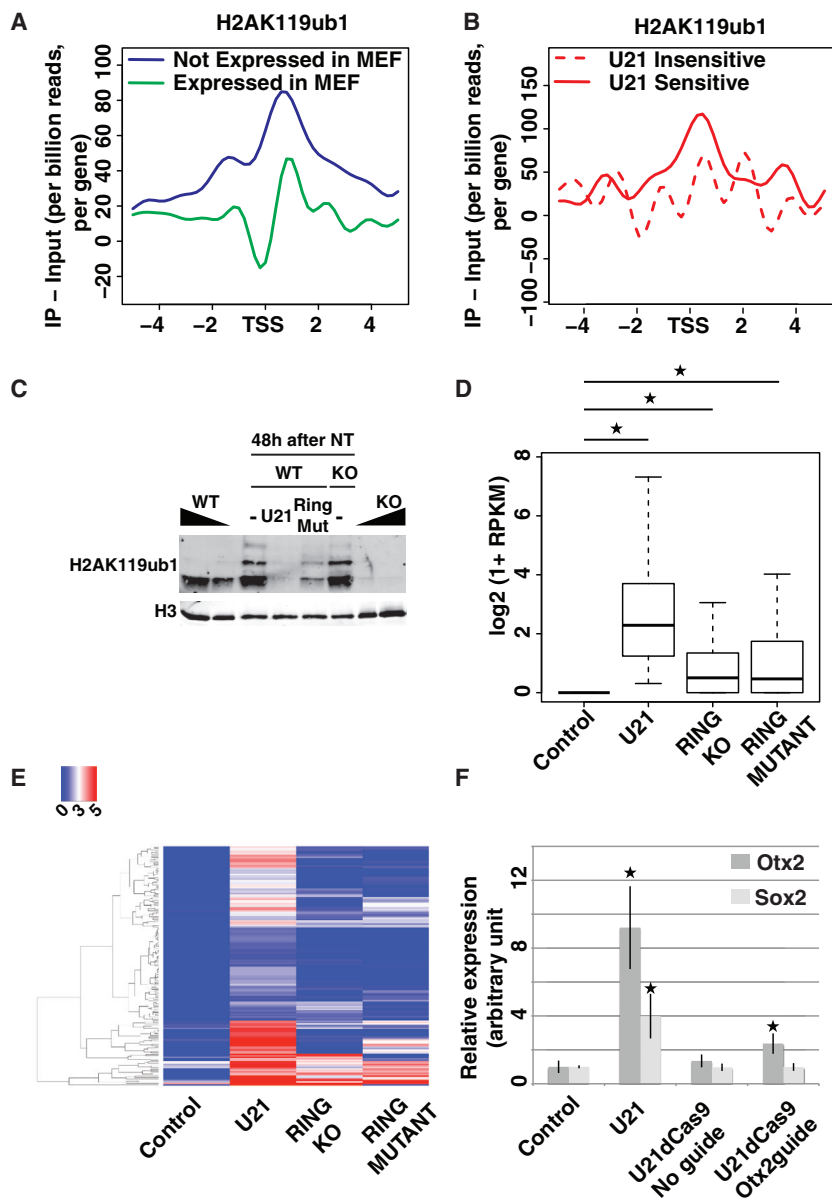 A
H2AK119ub1
Not Expressed in MEF
Expressed in MEF
IP – Input (per billion reads,
per gene)
100
80
60
40
20
0
−20
−4
−2
TSS
2
4
B
H2AK119ub1
U21 Insensitive
U21 Sensitive
IP – Input (per billion reads,
per gene)
150
100
50
0
−50
−100
−4
−2
TSS
2
4
C
48h after NT
WT
KO
WT
- U21 Ring -
Mut
KO
H2AK119ub1
H3
D
★
★
★
log2 (1+ RPKM)
8
6
4
2
0
Control
U21
RING
KO
RING
MUTANT
E
0
3
5
Control
U21
RING
KO
RING
MUTANT
F
Otx2
Sox2
Relative expression
(arbitrary unit
12
8
4
0
★
★
★
Control
U21
U21dCas9
No guide
U21dCas9
Otx2guide